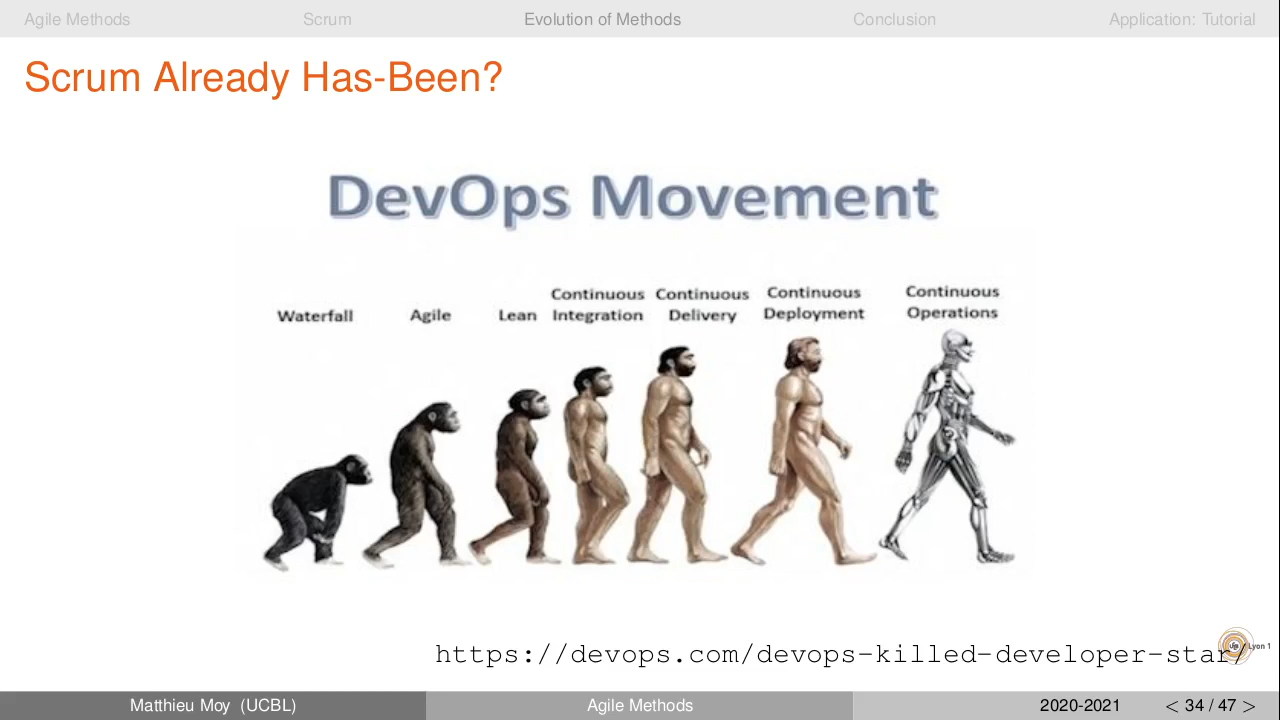 Agile Methods Scrum Evolution of Methods Conclusion Application: Tutorial
Scrum Already Has-Been?
DevOps Movement
Waterfall
Agile
Lean
Continuous
Integration
Continuous
Delivery
Continuous
Deployment
Continuous
Operations
https://devops.com/devops-killed-developer-star/
Lyon 1
Matthieu Moy (UCBL) Agile Methods 2020-2021 < 34 / 47 >